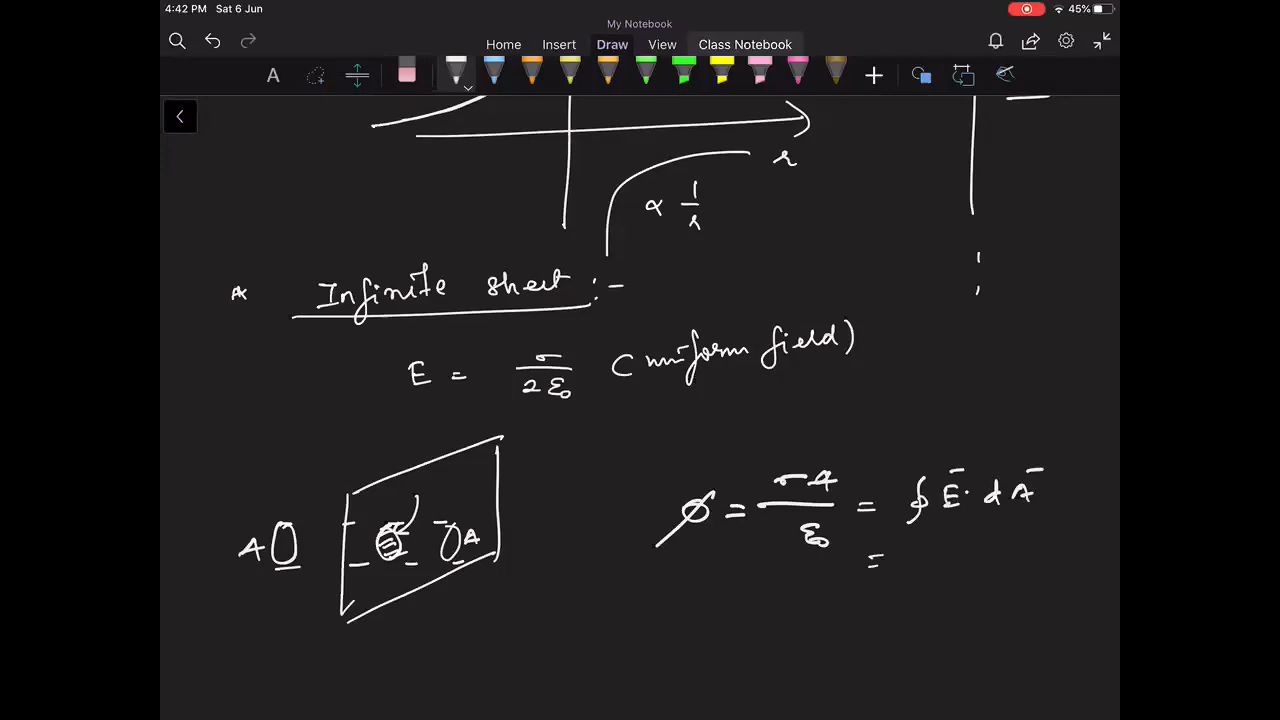 4:42 PM Sat 6 Jun
45%
My Notebook
Home Insert Draw View Class Notebook
A
r
∝ 1/r
* Infinite sheet :-
E = σ/2ε₀ (uniform field)
A A
ϕ = σA/ε₀ = ∮ E̅ · dA̅
=